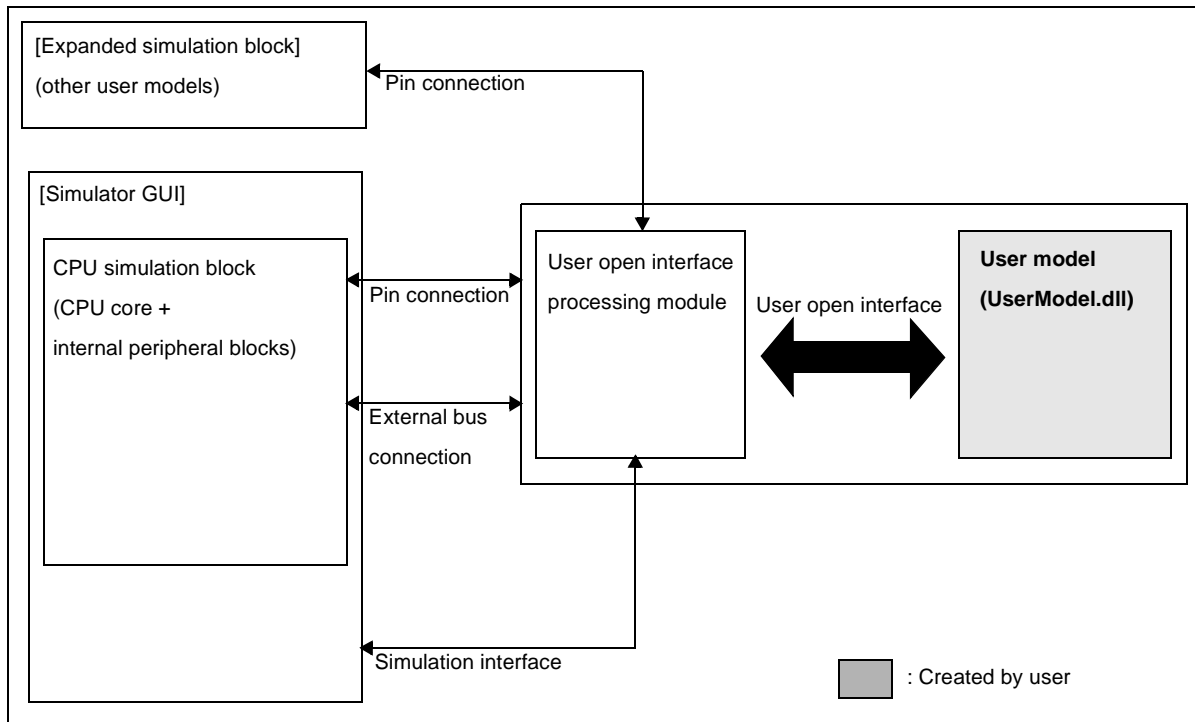 [Expanded simulation block]
(other user models)
Pin connection
[Simulator GUI]
CPU simulation block
(CPU core +
internal peripheral blocks)
Pin connection
External bus
connection
Simulation interface
User open interface
processing module
User open interface
User model
(UserModel.dll)
: Created by user